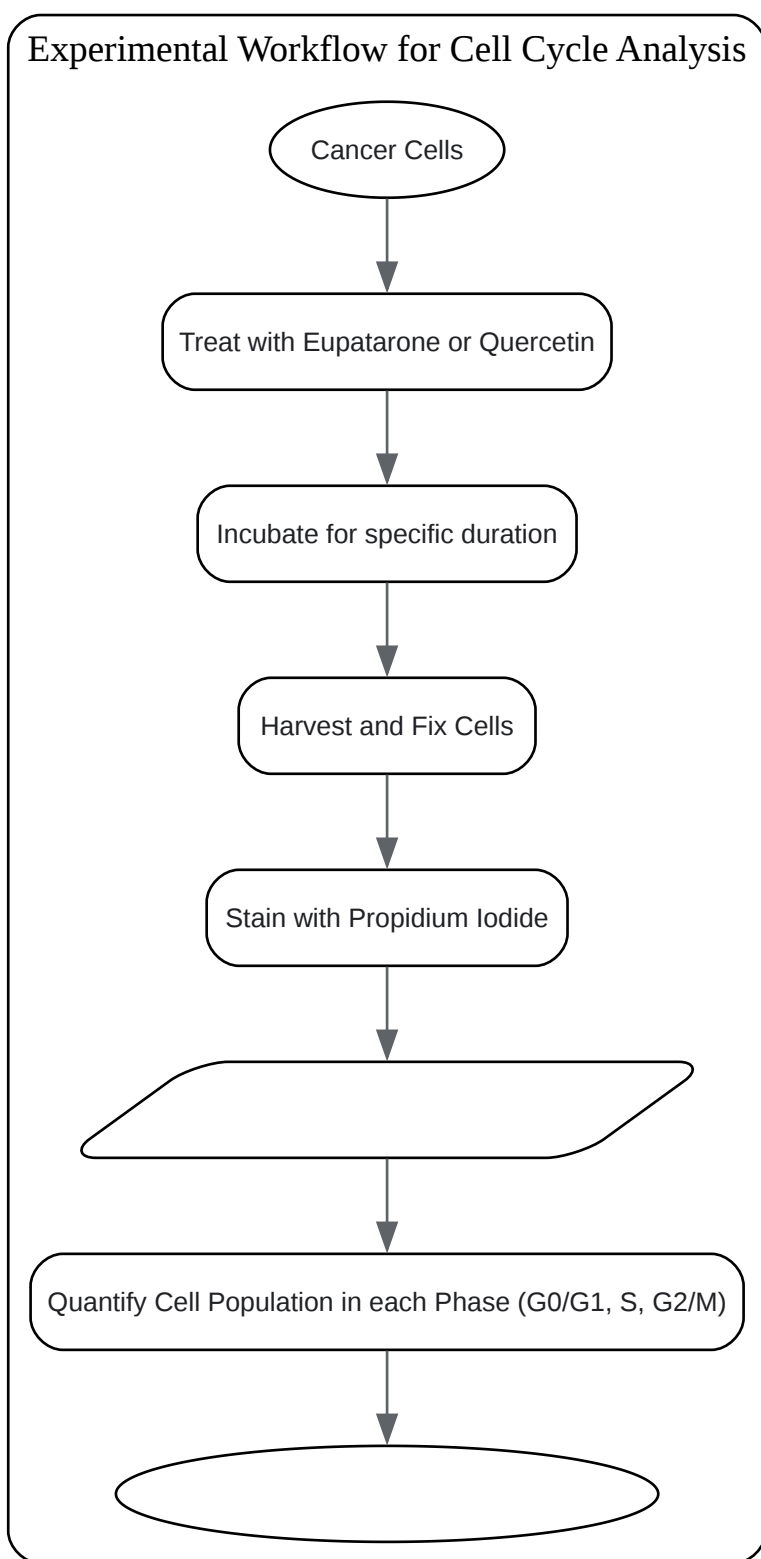 Experimental Workflow for Cell Cycle Analysis
Cancer Cells
Treat with Eupatarone or Quercetin
Incubate for specific duration
Harvest and Fix Cells
Stain with Propidium Iodide
Quantify Cell Population in each Phase (G0/G1, S, G2/M)